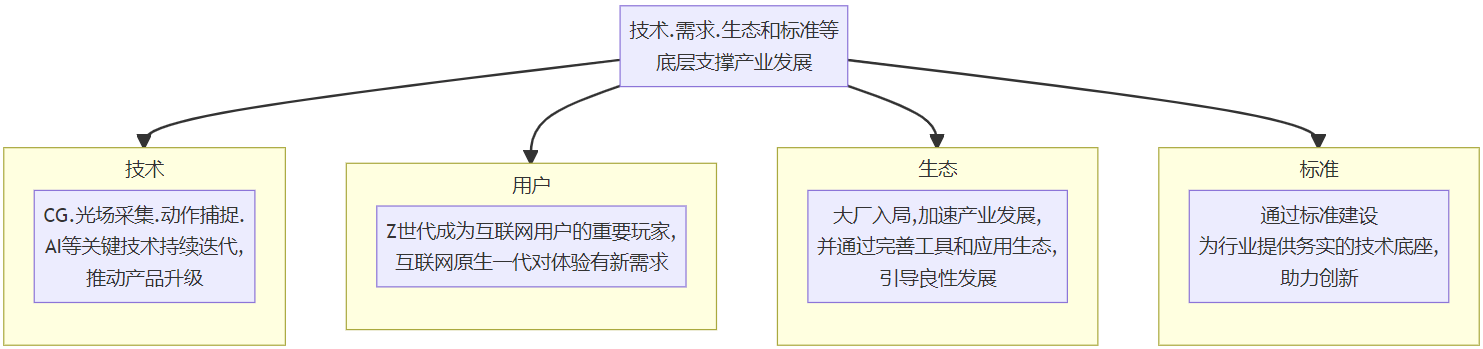 技术.需求.生态和标准等
底层支撑产业发展
技术
CG.光场采集.动作捕捉.
AI等关键技术持续迭代,
推动产品升级
用户
Z世代成为互联网用户的重要玩家,
互联网原生一代对体验有新需求
生态
大厂入局,加速产业发展,
并通过完善工具和应用生态,
引导良性发展
标准
通过标准建设
为行业提供务实的技术底座,
助力创新